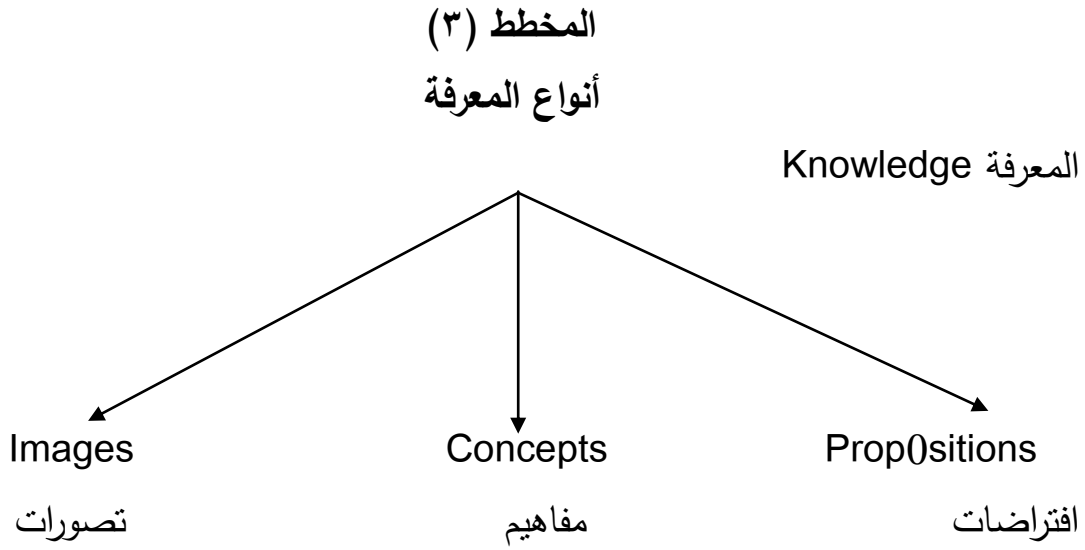 المخطط (٣)
أنواع المعرفة
المعرفة Knowledge
Images Concepts Prop0sitions
تصورات مفاهيم افتراضات